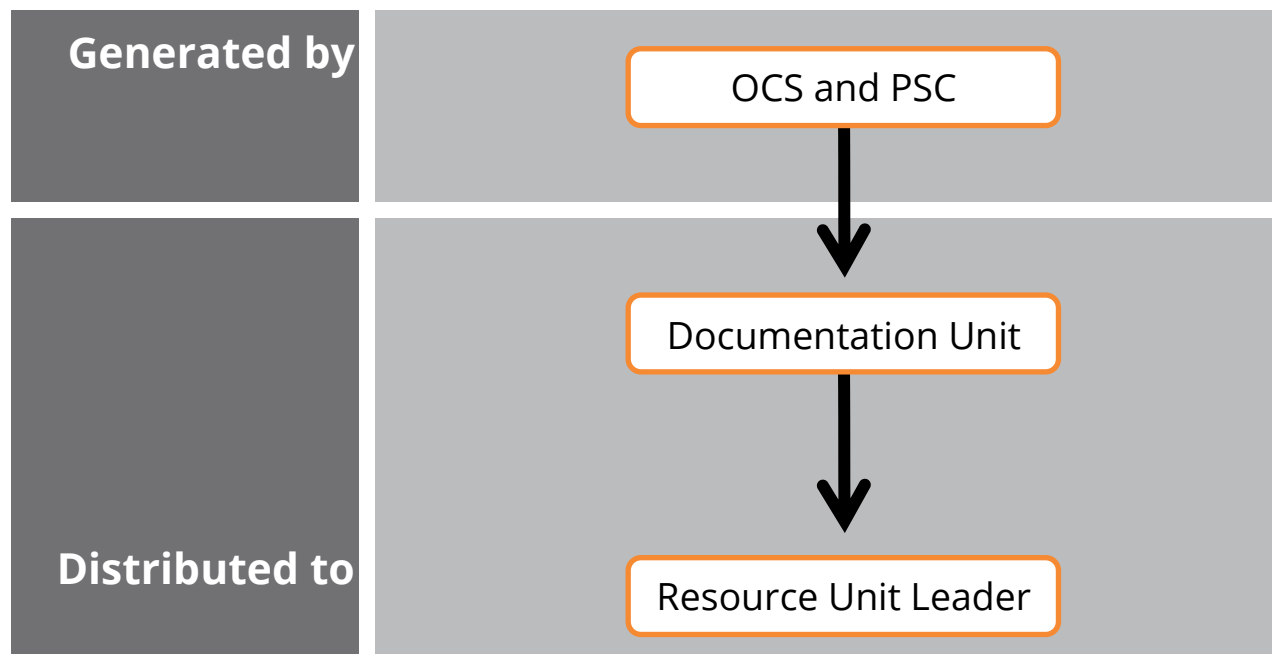 Generated by
OCS and PSC
Documentation Unit
Distributed to
Resource Unit Leader